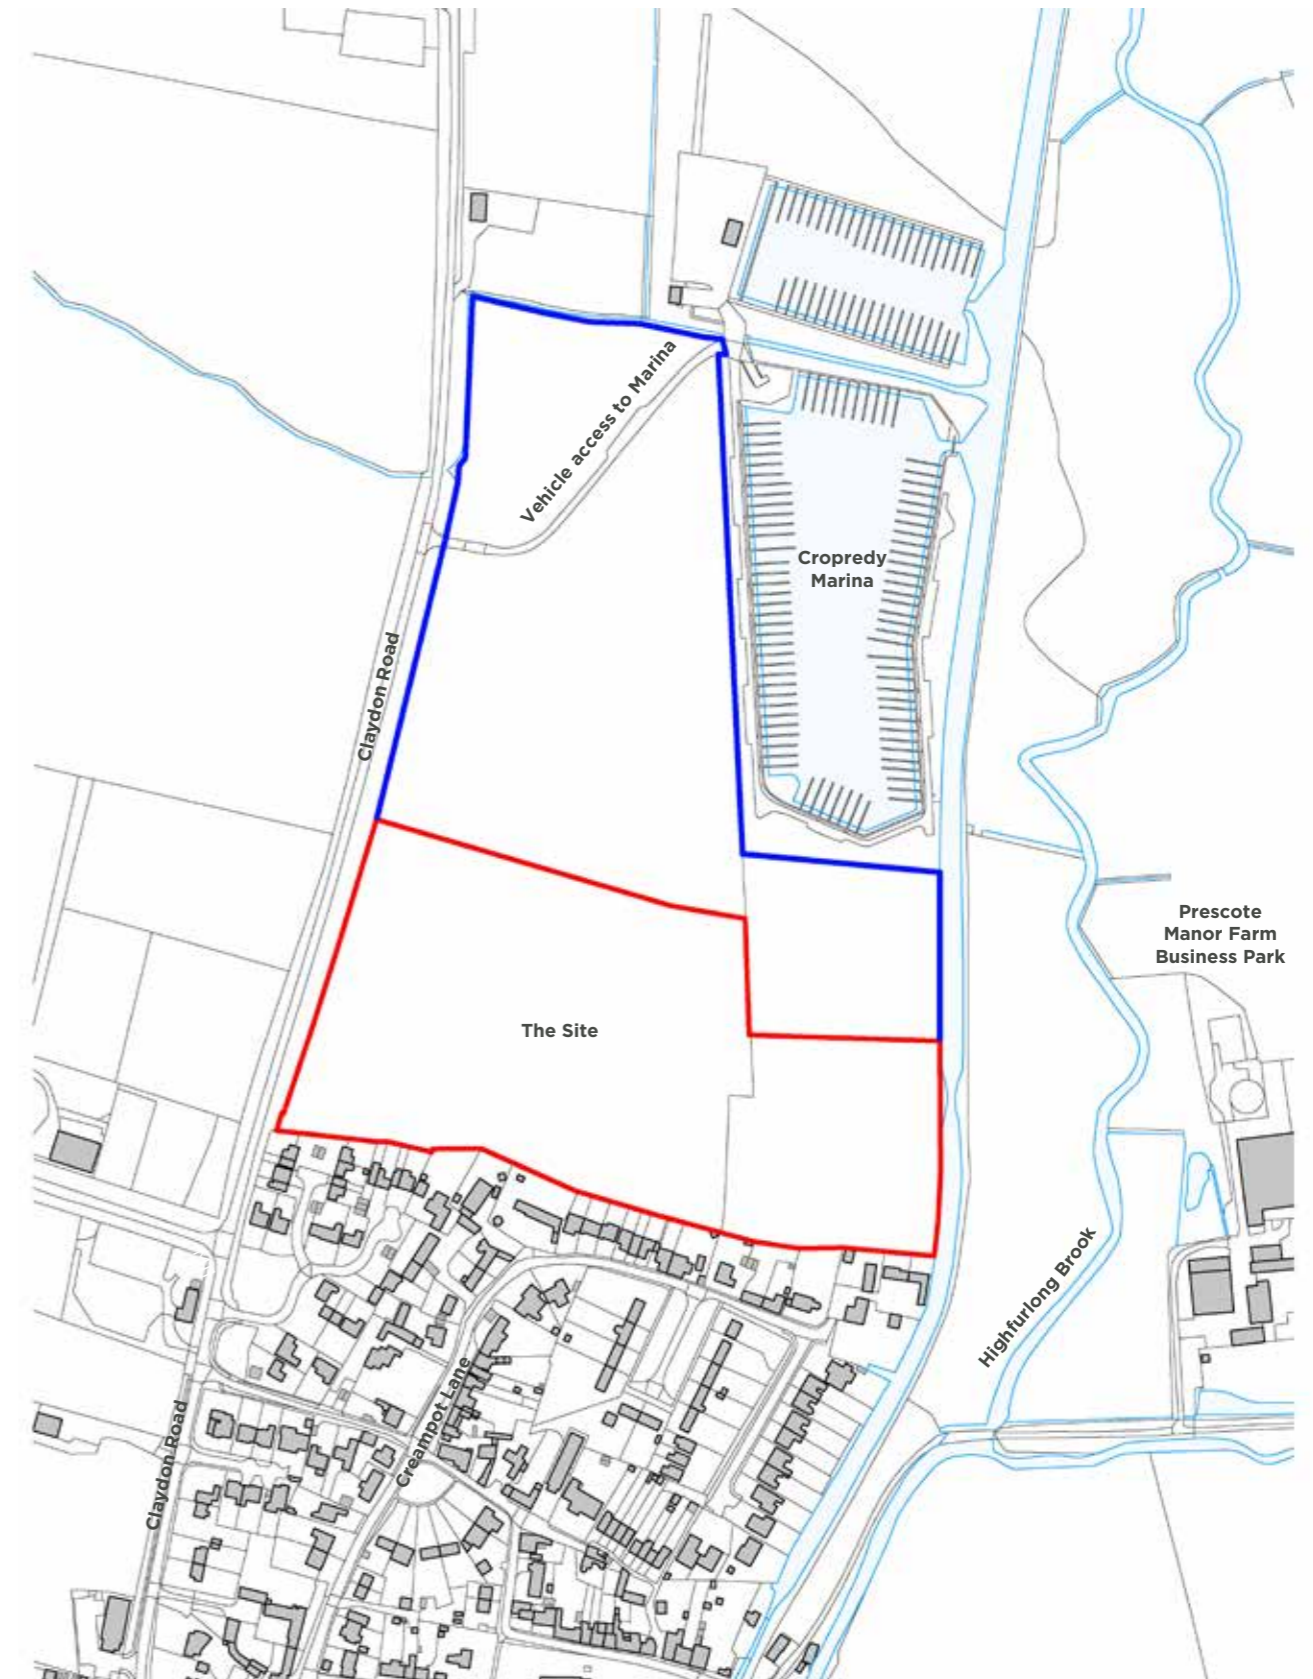 Vehicle access to Marina
Cropredy
Marina
Claydon Road
Prescote
Manor Farm
Business Park
The Site
Highfurlong Brook
Creampot Lane
Claydon Road